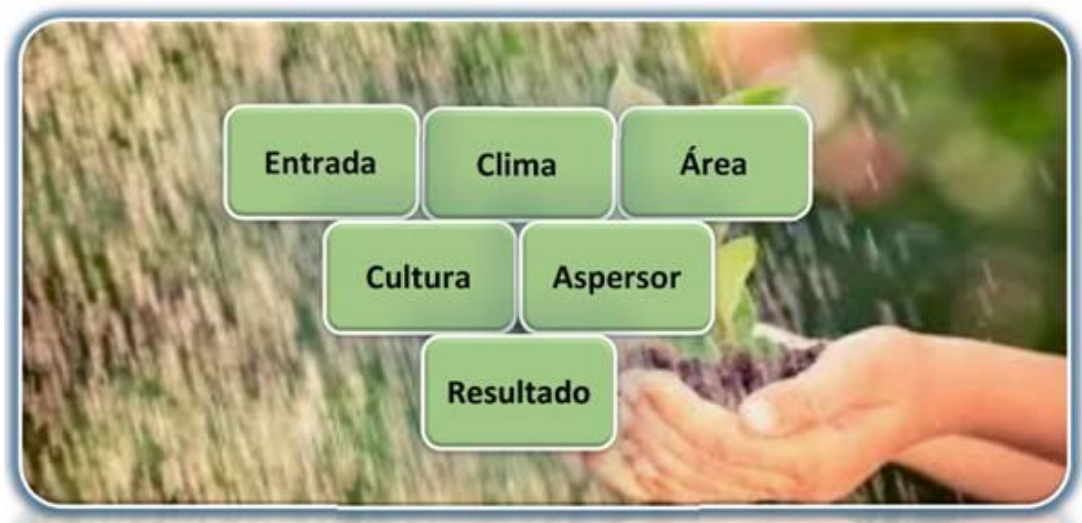 Entrada
Clima
Área
Cultura
Aspersor
Resultado